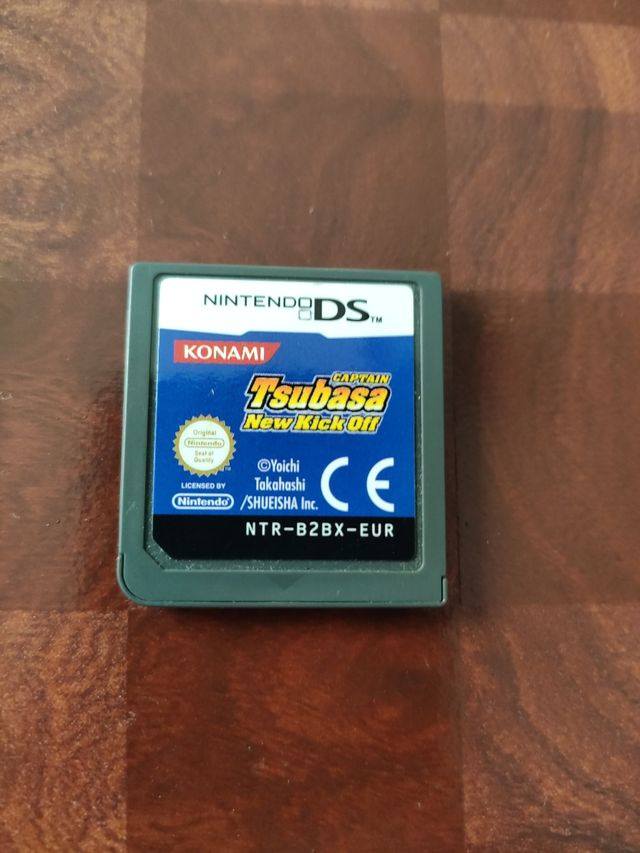 NINTENDO DS™
KONAMI
CAPTAIN
Tsubasa
New Kick Off
Original
Nintendo
Seal of
Quality
LICENSED BY
Nintendo
©Yoichi
Takahashi
/SHUEISHA Inc.
CE
NTR-B2BX-EUR